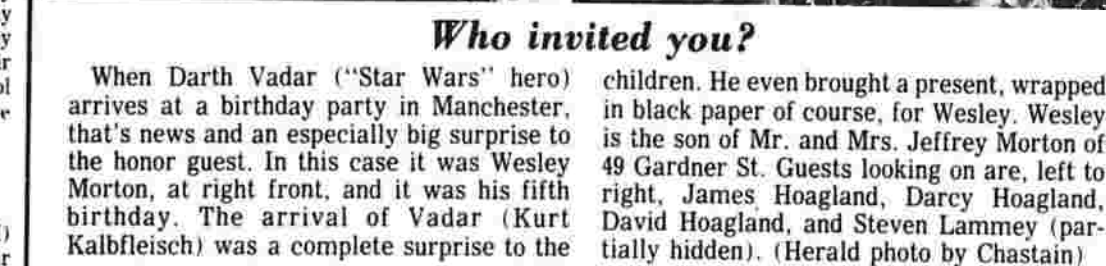 Who invited you?
When Darth Vadar ("Star Wars" hero)
arrives at a birthday party in Manchester,
that's news and an especially big surprise to
the honor guest. In this case it was Wesley
Morton, at right front, and it was his fifth
birthday. The arrival of Vadar (Kurt
Kalbfleisch) was a complete surprise to the
children. He even brought a present, wrapped
in black paper of course, for Wesley. Wesley
is the son of Mr. and Mrs. Jeffrey Morton of
49 Gardner St. Guests looking on are, left to
right, James Hoagland, Darcy Hoagland,
David Hoagland, and Steven Lammey (par-
tially hidden). (Herald photo by Chastain)